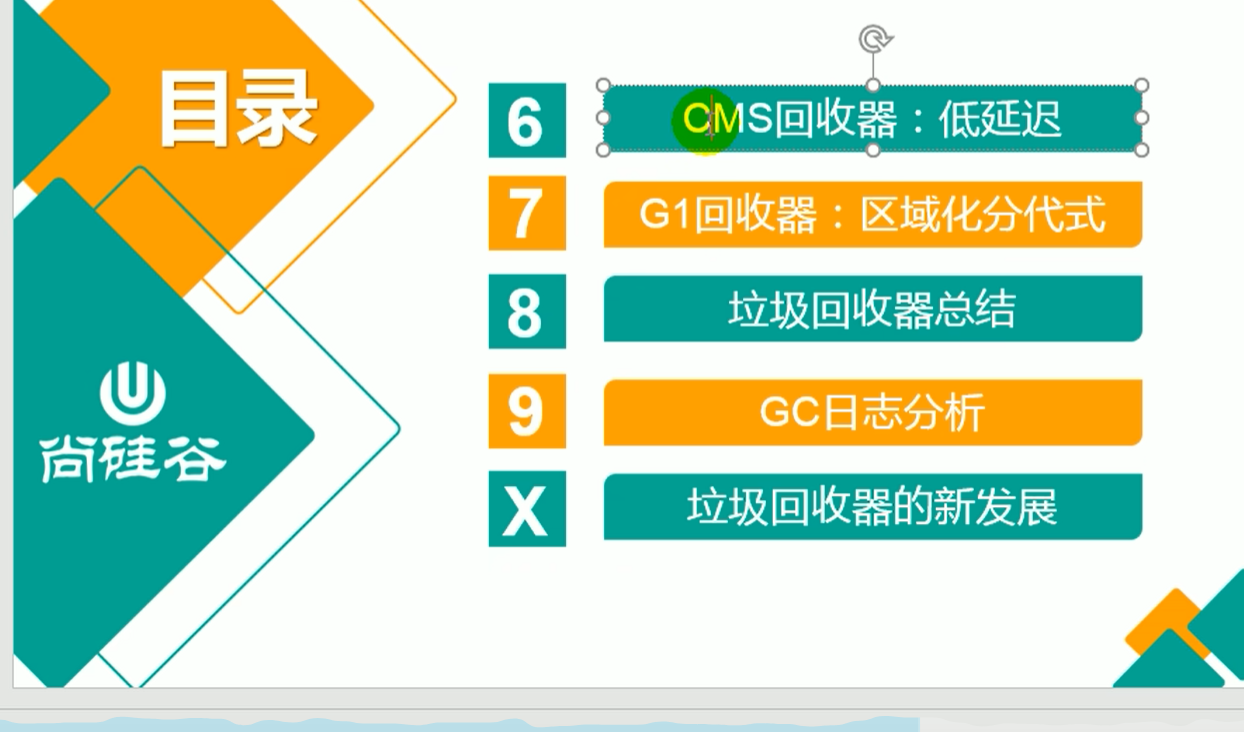 目录
6
CMS回收器：低延迟
7
G1回收器：区域化分代式
8
垃圾回收器总结
9
GC日志分析
X
垃圾回收器的新发展
尚硅谷